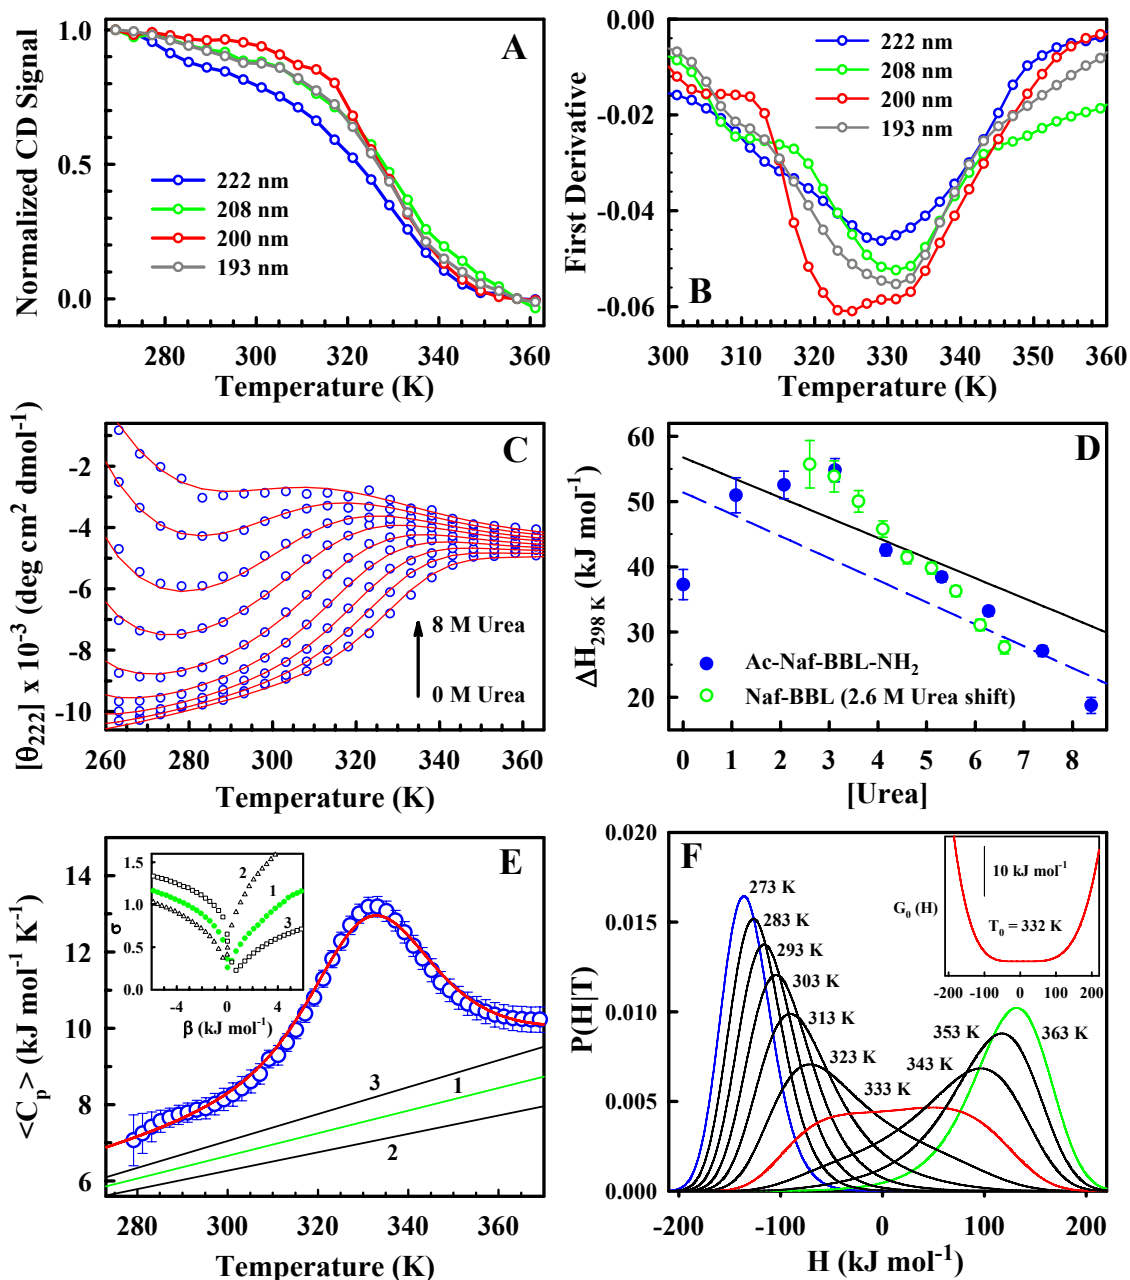 A
Normalized CD Signal
1.0
0.5
0.0
222 nm
208 nm
200 nm
193 nm
280 300 320 340 360
Temperature (K)
B
First Derivative
0.00
-0.02
-0.04
-0.06
222 nm
208 nm
200 nm
193 nm
300 310 320 330 340 350 360
Temperature (K)
C
[θ222] x 10⁻³ (deg cm² dmol⁻¹)
-2
-4
-6
-8
-10
8 M Urea
0 M Urea
260 280 300 320 340 360
Temperature (K)
D
ΔH298 K (kJ mol⁻¹)
60
50
40
30
20
Ac-Naf-BBL-NH₂
Naf-BBL (2.6 M Urea shift)
0 1 2 3 4 5 6 7 8
[Urea]
E
<Cp> (kJ mol⁻¹ K⁻¹)
14
12
10
8
6
σ
1.5
1.0
0.5
0.0
2
1
3
-4 0 4
β (kJ mol⁻¹)
3
1
2
280 300 320 340 360
Temperature (K)
F
P(H|T)
0.020
0.015
0.010
0.005
0.000
273 K
283 K
293 K
303 K
313 K
323 K
333 K
343 K
353 K
363 K
10 kJ mol⁻¹
G₀ (H)
T₀ = 332 K
-200 -100 0 100 200
-200 -100 0 100 200
H (kJ mol⁻¹)